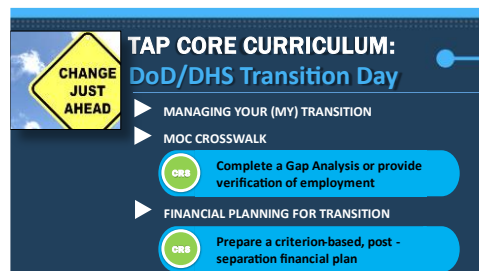 TAP CORE CURRICULUM:
CHANGE
JUST
AHEAD
DoD/DHS Transition Day
MANAGING YOUR (MY) TRANSITION
MOC CROSSWALK
CRS
Complete a Gap Analysis or provide
verification of employment
FINANCIAL PLANNING FOR TRANSITION
CRS
Prepare a criterion-based, post -
separation financial plan